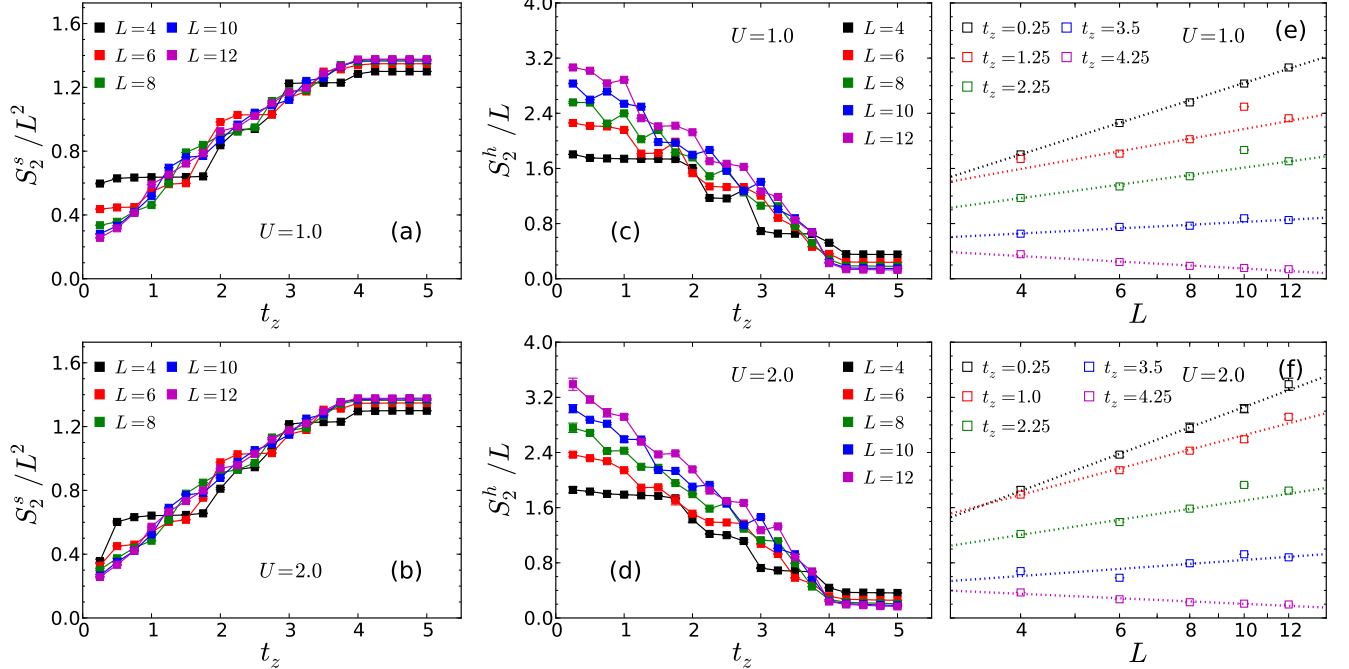 S₂ˢ/L²
1.6
1.2
0.8
0.4
0.0
L=4 L=10
L=6 L=12
L=8
U=1.0
(a)
0 1 2 3 4 5
t_z
S₂ʰ/L
4.0
3.2
2.4
1.6
0.8
0.0
U=1.0
L=4
L=6
L=8
L=10
L=12
(c)
0 1 2 3 4 5
t_z
t_z=0.25 t_z=3.5
t_z=1.25 t_z=4.25
t_z=2.25
U=1.0
(e)
4 6 8 10 12
L
S₂ˢ/L²
1.6
1.2
0.8
0.4
0.0
L=4 L=10
L=6 L=12
L=8
U=2.0
(b)
0 1 2 3 4 5
t_z
S₂ʰ/L
4.0
3.2
2.4
1.6
0.8
0.0
U=2.0
L=4
L=6
L=8
L=10
L=12
(d)
0 1 2 3 4 5
t_z
t_z=0.25 t_z=3.5
t_z=1.0 t_z=4.25
t_z=2.25
U=2.0
(f)
4 6 8 10 12
L